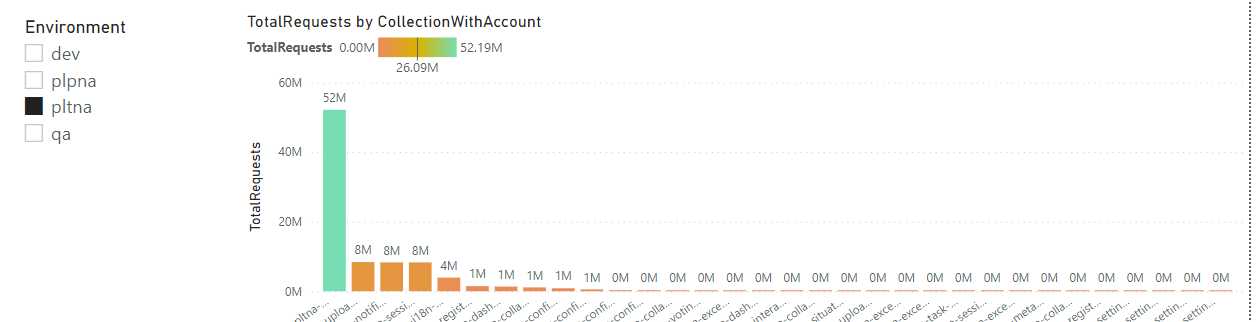 Environment
dev
plpna
pltna
qa
TotalRequests by CollectionWithAccount
TotalRequests 0.00M 52.19M
26.09M
60M
40M
20M
0M
TotalRequests
52M 8M 8M 8M 4M 1M 1M 1M 1M 1M 0M 0M 0M 0M 0M 0M 0M 0M 0M 0M 0M 0M 0M 0M 0M 0M 0M 0M 0M 0M 0M 0M
pltna-...
uploa...
-notifi...
-sessi...
-i18n-...
regist...
-dash...
-colla...
-confi...
-confi...
-confi...
-confi...
-colla...
-votin...
-exce...
-dash...
intera...
-colla...
situat...
uploa...
-exce...
-exce...
-task-...
-sessi...
-meta...
-colla...
regist...
settin...
settin...
settin...
settin...